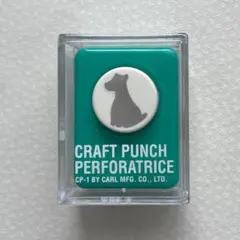 CRAFT PUNCH
PERFORATRICE
CP-1 BY CARL MFG. CO., LTD.